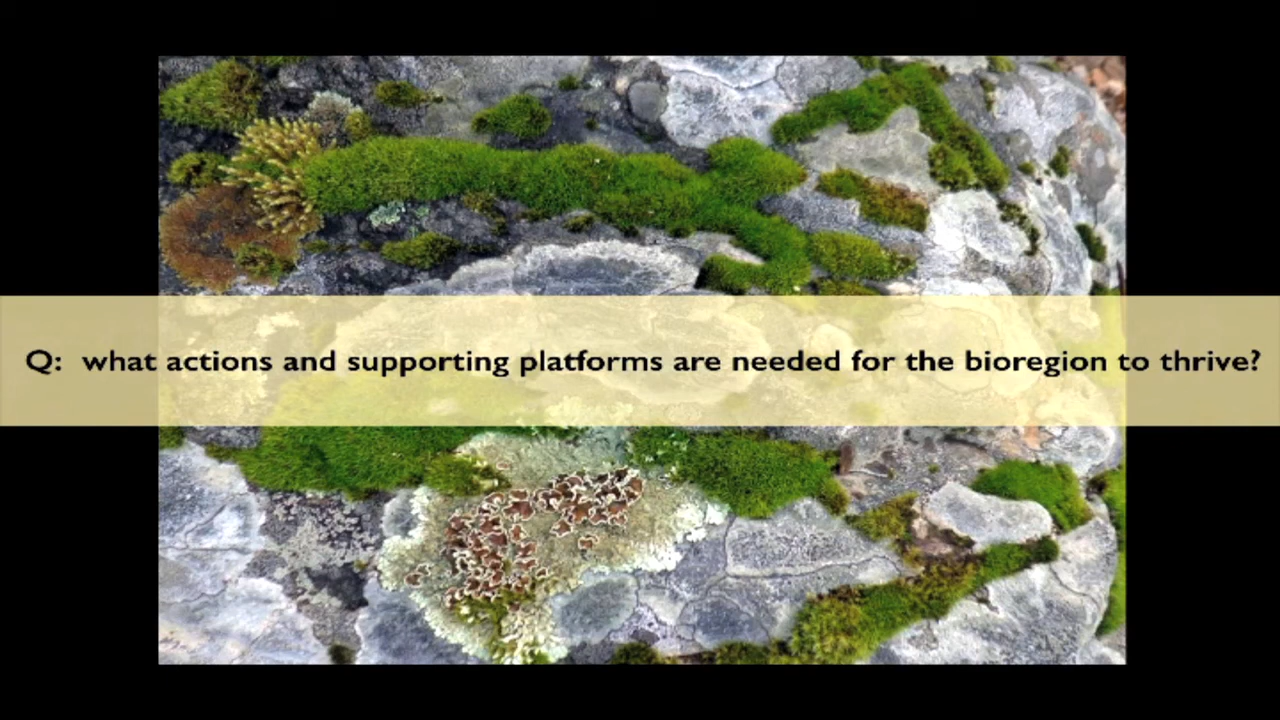 Q: what actions and supporting platforms are needed for the bioregion to thrive?